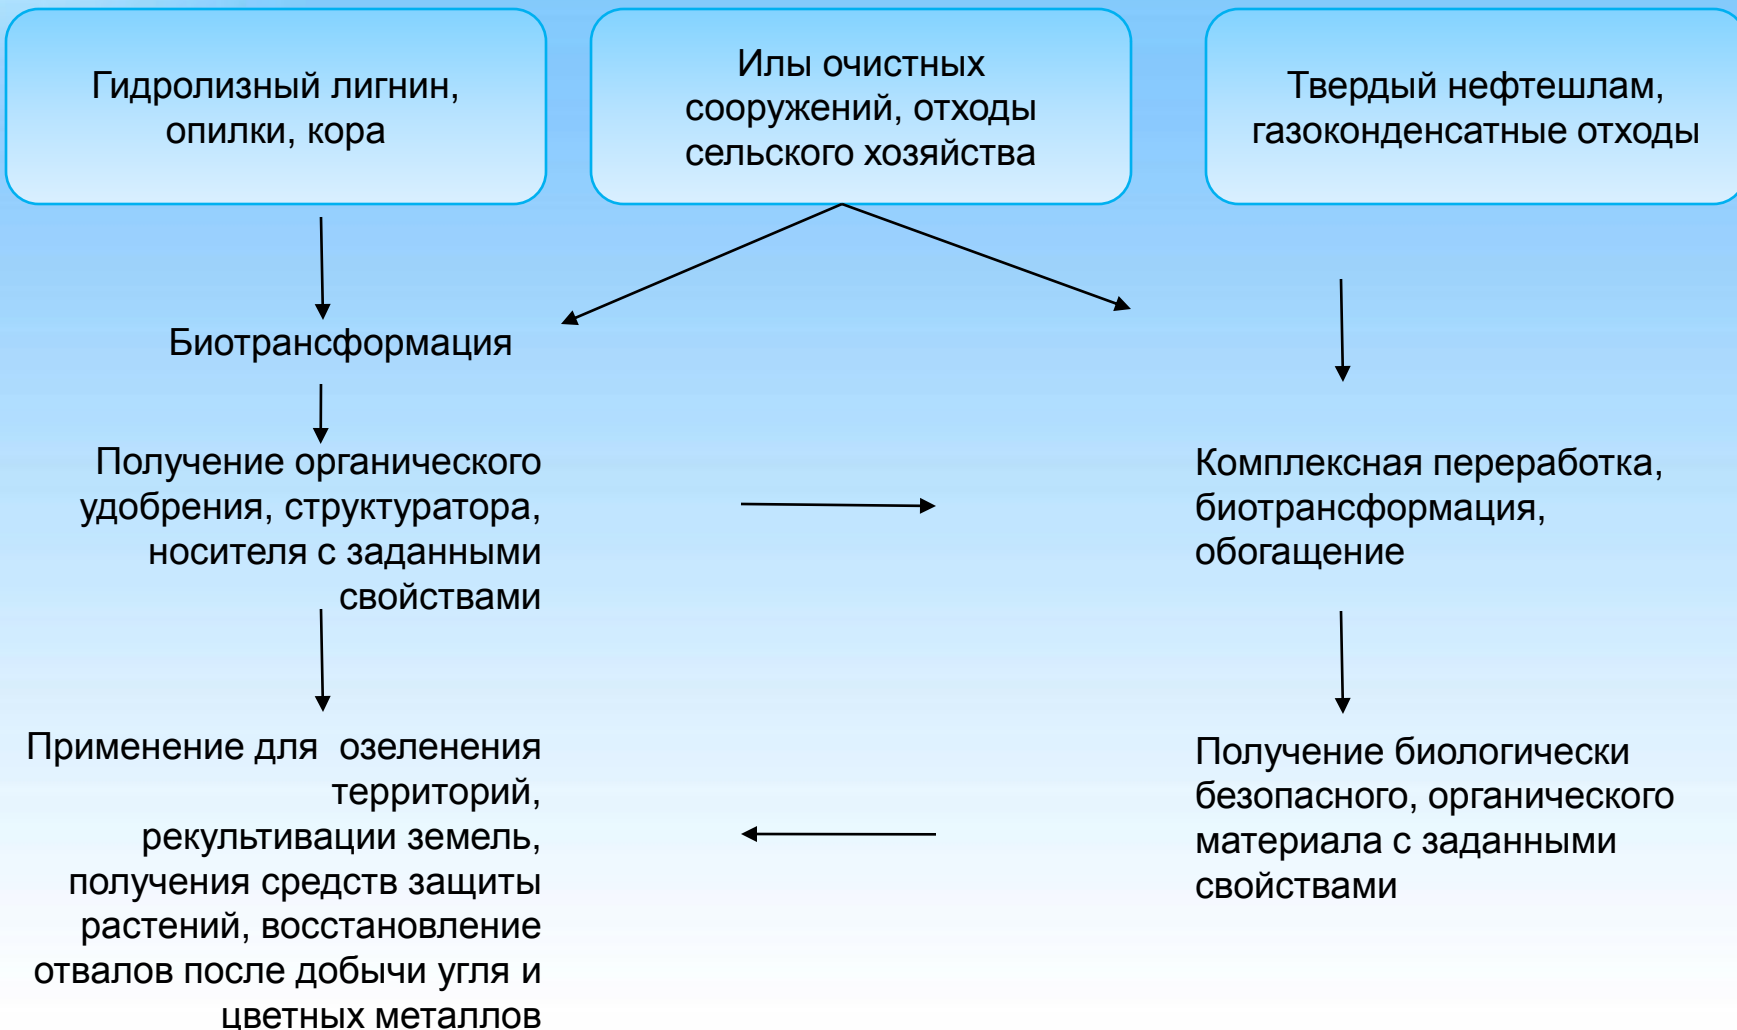 Гидролизный лигнин,
опилки, кора
Илы очистных
сооружений, отходы
сельского хозяйства
Твердый нефтешлам,
газоконденсатные отходы
Биотрансформация
Получение органического
удобрения, структуратора,
носителя с заданными
свойствами
Комплексная переработка,
биотрансформация,
обогащение
Применение для озеленения
территорий,
рекультивации земель,
получения средств защиты
растений, восстановление
отвалов после добычи угля и
цветных металлов
Получение биологически
безопасного, органического
материала с заданными
свойствами